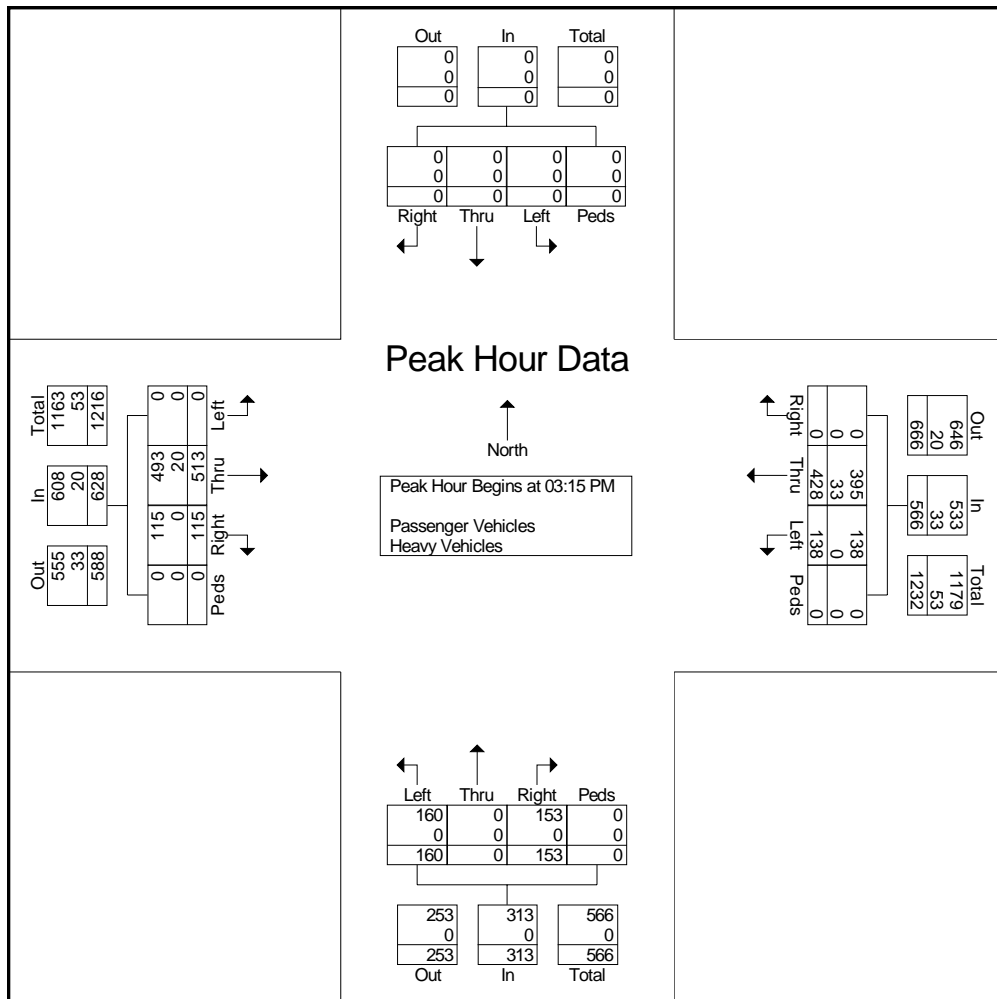 Out In Total
0 0 0
0 0 0
0 0 0
0 0 0 0
0 0 0 0
0 0 0 0
Right Thru Left Peds
Peak Hour Data
North
Peak Hour Begins at 03:15 PM
Passenger Vehicles
Heavy Vehicles
Total
1163
53
1216
In
608
20
628
Out
555
33
588
Left
0
0
0
Thru
493
20
513
Right
115
0
115
Peds
0
0
0
Right
0
0
0
Thru
395
33
428
Left
138
0
138
Peds
0
0
0
Out
646
20
666
In
533
33
566
Total
1179
53
1232
Left Thru Right Peds
160 0 153 0
0 0 0 0
160 0 153 0
253 313 566
0 0 0
253 313 566
Out In Total